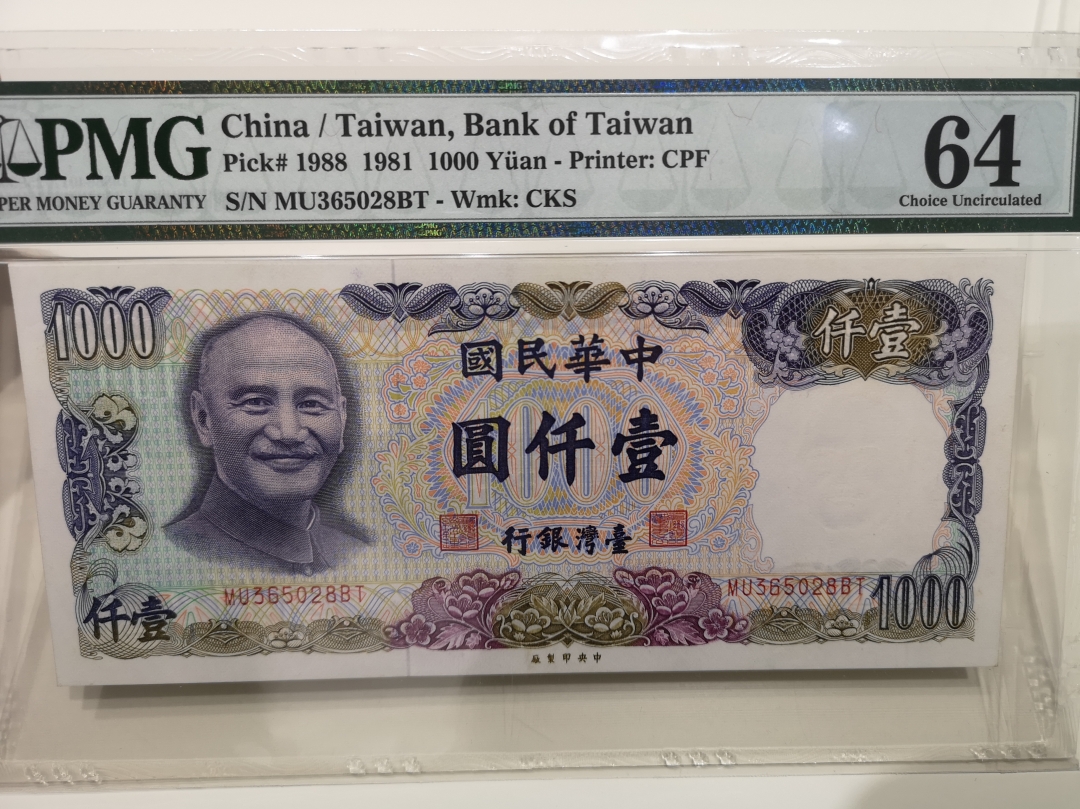 PMG
PER MONEY GUARANTY
China / Taiwan, Bank of Taiwan
Pick# 1988 1981 1000 Yüan - Printer: CPF
S/N MU365028BT - Wmk: CKS
64
Choice Uncirculated
1000
壹仟
中華民國
壹仟圓
1000
臺灣銀行
MU365028BT
MU365028BT
壹仟
1000
中央印製廠